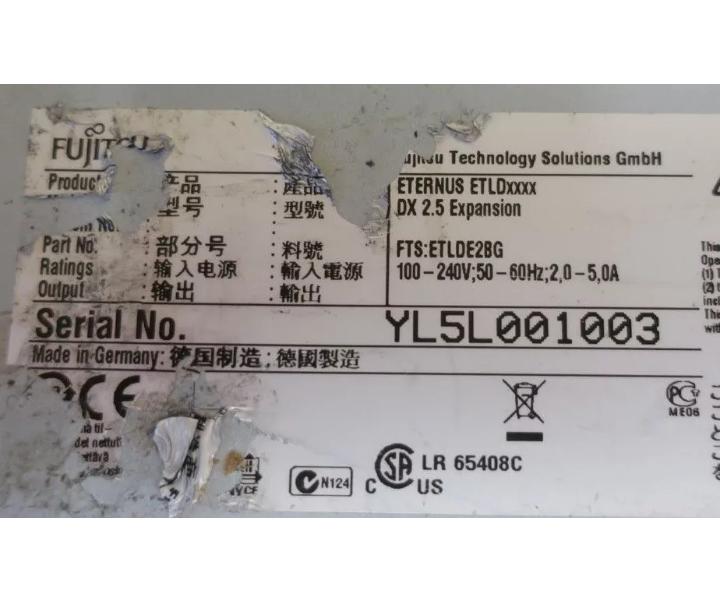 FUJITSU
Fujitsu Technology Solutions GmbH
Product : 产品 : 產品 ETERNUS ETLDxxxx
: 型号 : 型號 DX 2.5 Expansion
No.
Part No. : 部分号 : 料號 FTS:ETLDE2BG
Ratings : 输入电源 : 輸入電源 100-240V;50-60Hz;2,0-5,0A
Output : 输出 : 輸出
Serial No. YL5L001003
Made in Germany: 德国制造; 德國製造
CE
ME06
N124
C SA US LR 65408C